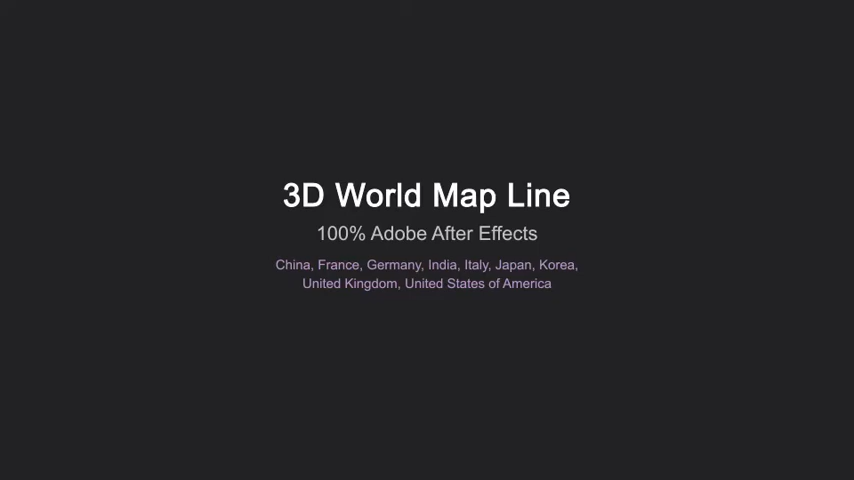 3D World Map Line
100% Adobe After Effects
China, France, Germany, India, Italy, Japan, Korea,
United Kingdom, United States of America